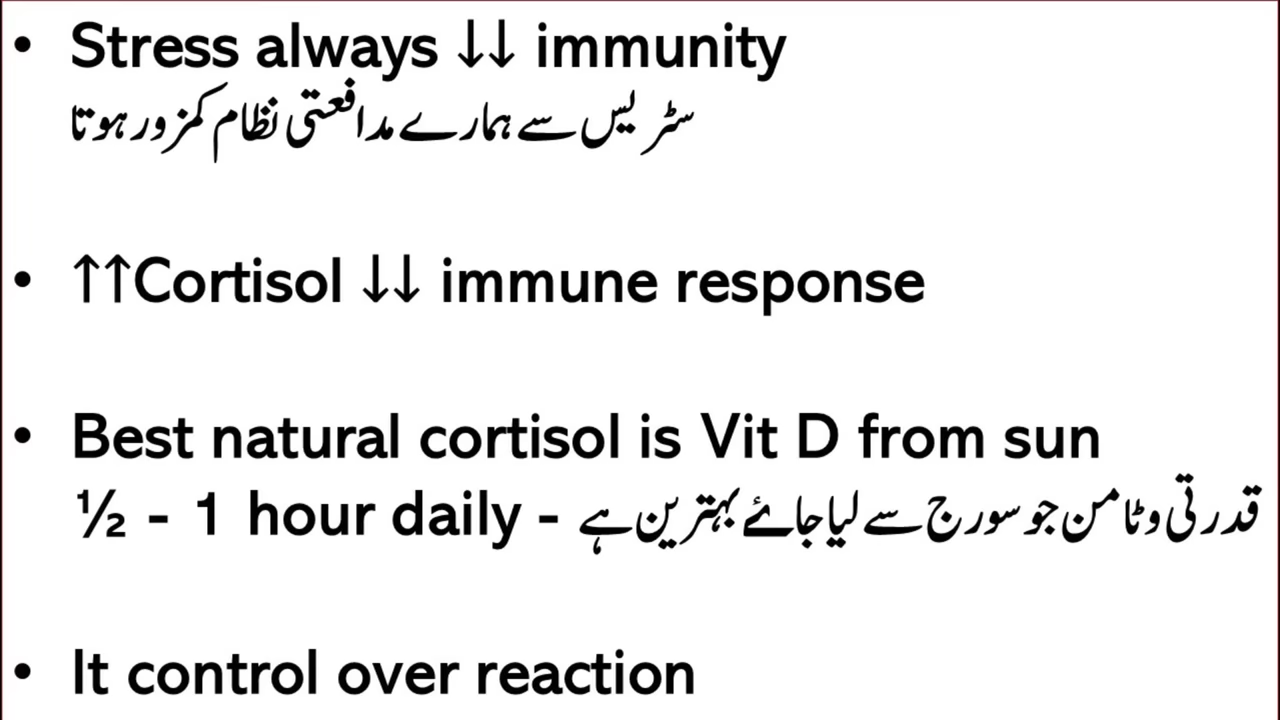 • Stress always ↓↓ immunity
سٹریس سے ہمارے مدافعتی نظام کمزور ہوتا
• ↑↑Cortisol ↓↓ immune response
• Best natural cortisol is Vit D from sun
½ - 1 hour daily - قدرتی وٹامن جو سورج سے لیا جائے بہترین ہے
• It control over reaction